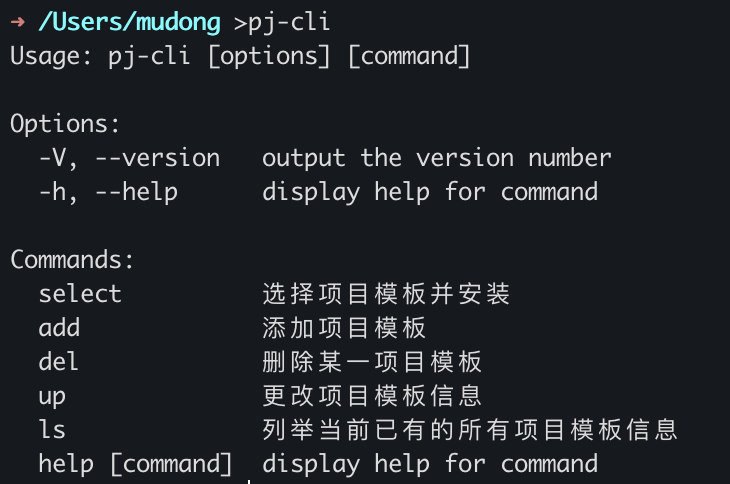 → /Users/mudong >pj-cli
Usage: pj-cli [options] [command]
Options:
-V, --version output the version number
-h, --help display help for command
Commands:
select 选择项目模板并安装
add 添加项目模板
del 删除某一项目模板
up 更改项目模板信息
ls 列举当前已有的所有项目模板信息
help [command] display help for command